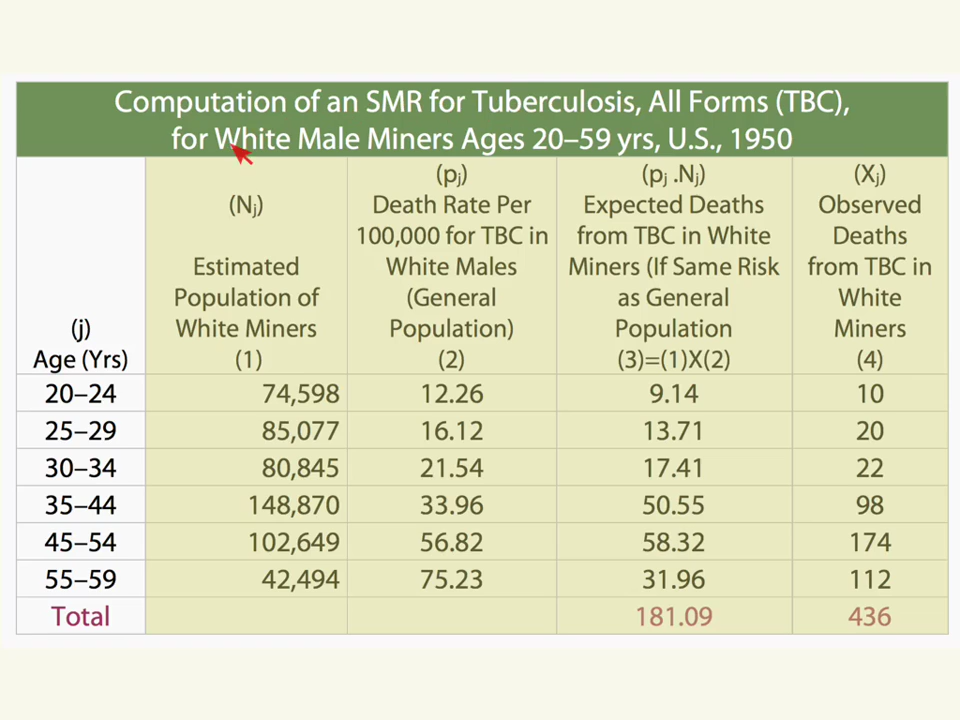 Computation of an SMR for Tuberculosis, All Forms (TBC),
for White Male Miners Ages 20–59 yrs, U.S., 1950
(j)
Age (Yrs)
(Nj)
Estimated
Population of
White Miners
(1)
(pj)
Death Rate Per
100,000 for TBC in
White Males
(General
Population)
(2)
(pj .Nj)
Expected Deaths
from TBC in White
Miners (If Same Risk
as General
Population
(3)=(1)X(2)
(Xj)
Observed
Deaths
from TBC in
White
Miners
(4)
20–24 74,598 12.26 9.14 10
25–29 85,077 16.12 13.71 20
30–34 80,845 21.54 17.41 22
35–44 148,870 33.96 50.55 98
45–54 102,649 56.82 58.32 174
55–59 42,494 75.23 31.96 112
Total 181.09 436